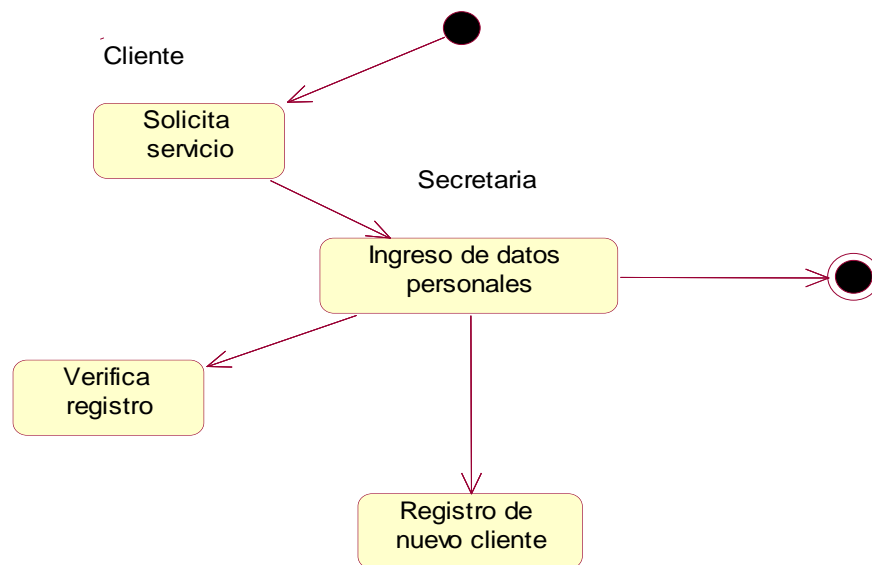 Cliente
Solicita
servicio
Secretaria
Ingreso de datos
personales
Verifica
registro
Registro de
nuevo cliente